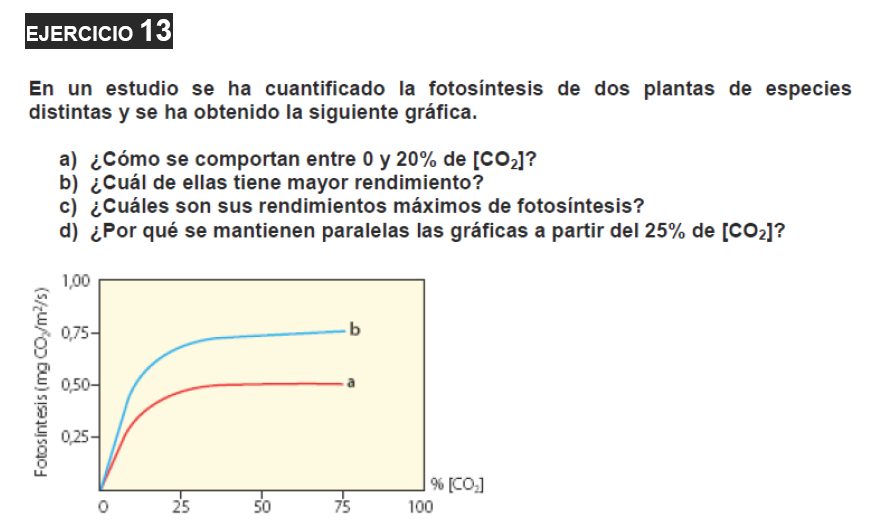 EJERCICIO 13
En un estudio se ha cuantificado la fotosíntesis de dos plantas de especies
distintas y se ha obtenido la siguiente gráfica.
a) ¿Cómo se comportan entre 0 y 20% de [CO₂]?
b) ¿Cuál de ellas tiene mayor rendimiento?
c) ¿Cuáles son sus rendimientos máximos de fotosíntesis?
d) ¿Por qué se mantienen paralelas las gráficas a partir del 25% de [CO₂]?
Fotosíntesis (mg CO₂/m²/s)
1,00
0,75
b
0,50
a
0,25
% [CO₂]
0 25 50 75 100